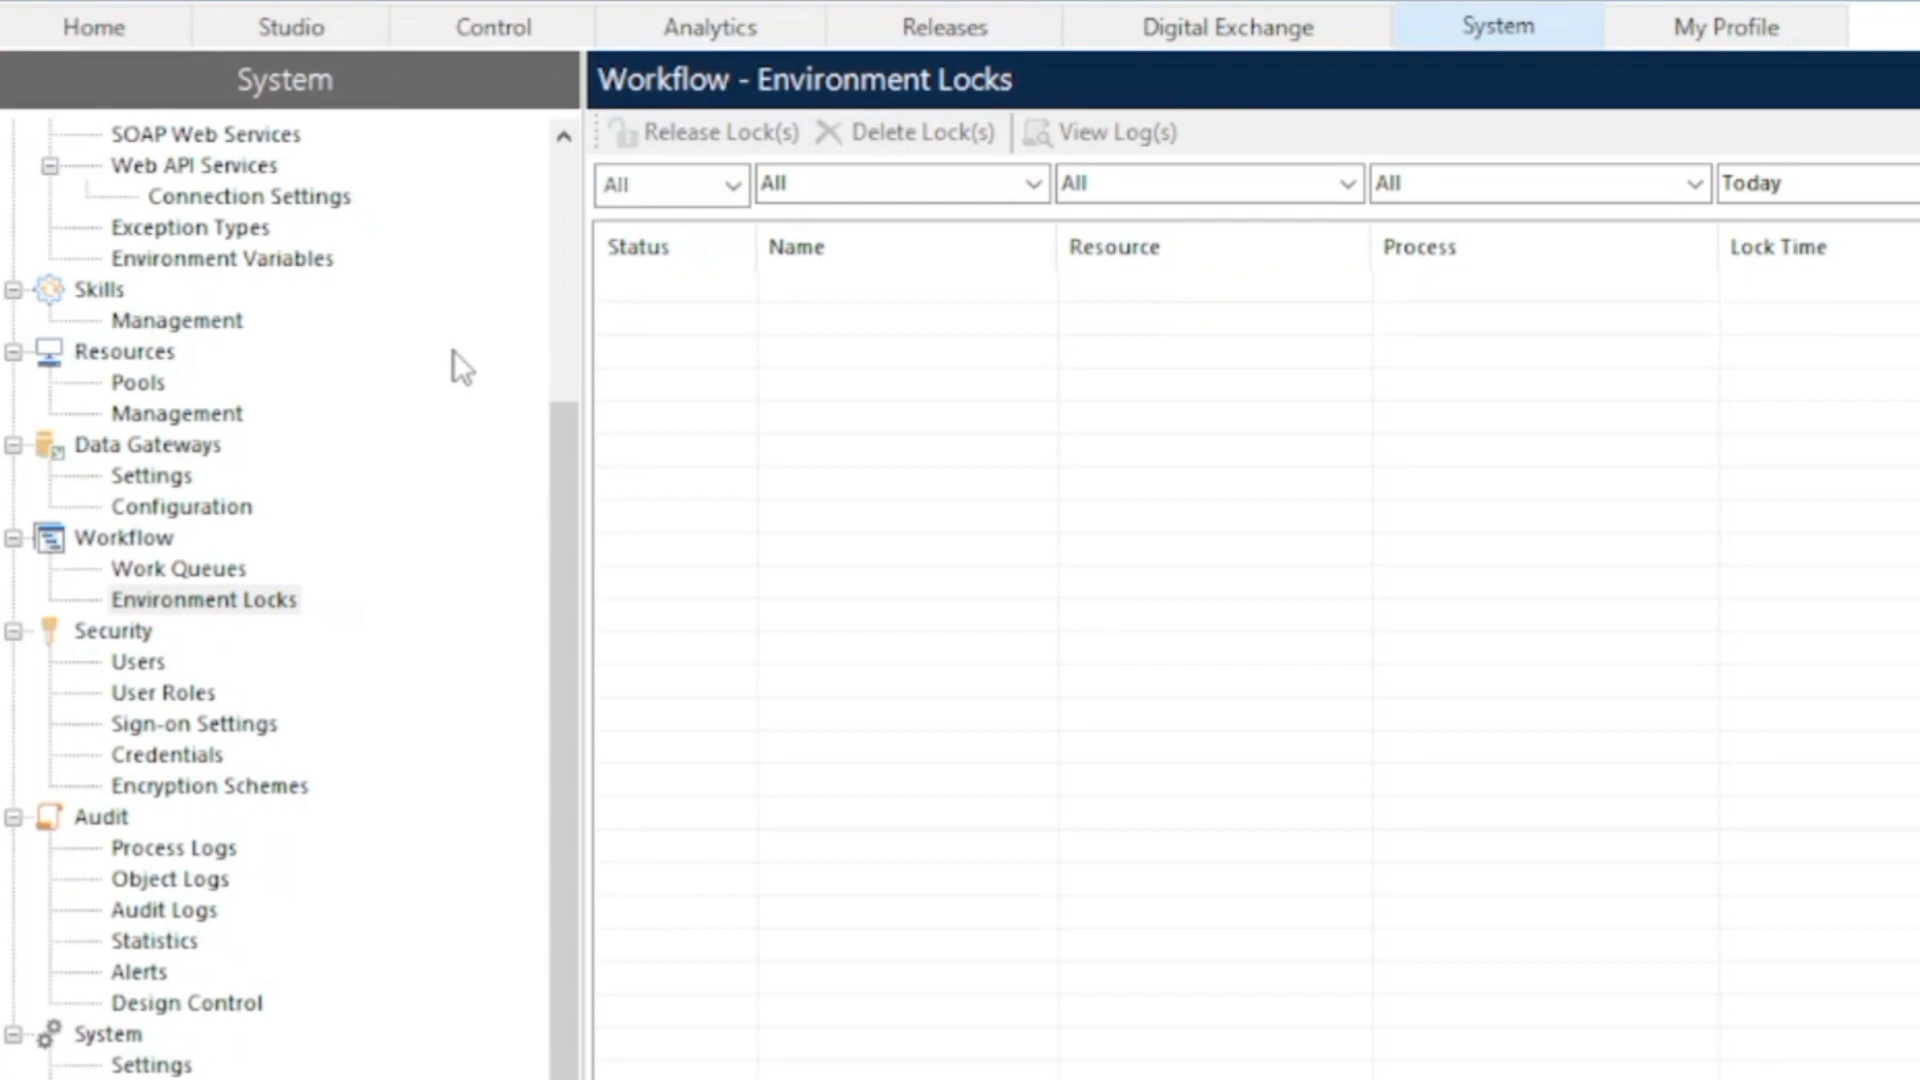 Home Studio Control Analytics Releases Digital Exchange System My Profile
System
Workflow - Environment Locks
SOAP Web Services
Web API Services
Connection Settings
Exception Types
Environment Variables
Skills
Management
Resources
Pools
Management
Data Gateways
Settings
Configuration
Workflow
Work Queues
Environment Locks
Security
Users
User Roles
Sign-on Settings
Credentials
Encryption Schemes
Audit
Process Logs
Object Logs
Audit Logs
Statistics
Alerts
Design Control
System
Settings
Release Lock(s) Delete Lock(s) View Log(s)
All All All All Today
Status Name Resource Process Lock Time